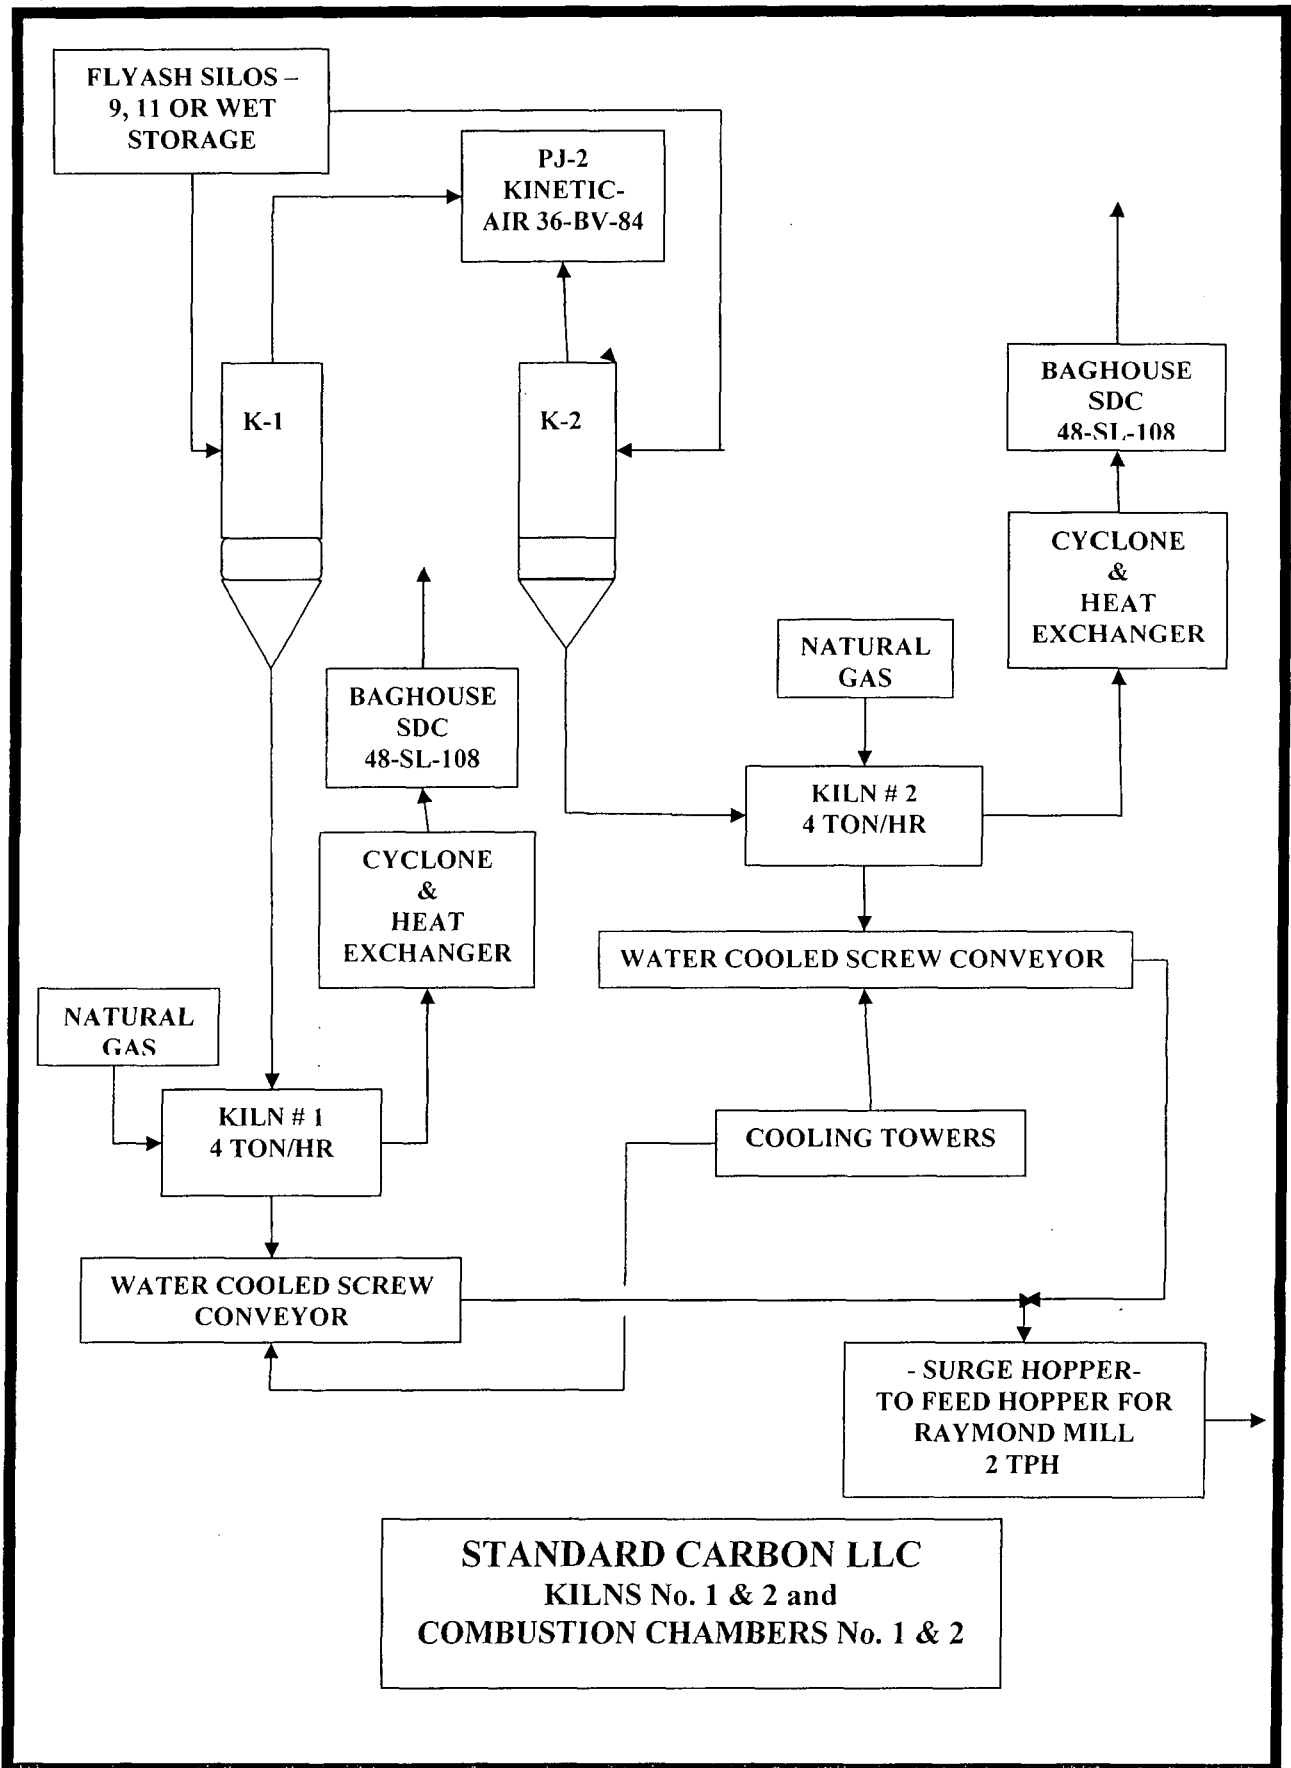 FLYASH SILOS –
9, 11 OR WET
STORAGE
PJ-2
KINETIC-
AIR 36-BV-84
K-1
K-2
BAGHOUSE
SDC
48-SL-108
CYCLONE
&
HEAT
EXCHANGER
NATURAL
GAS
BAGHOUSE
SDC
48-SL-108
KILN # 2
4 TON/HR
CYCLONE
&
HEAT
EXCHANGER
WATER COOLED SCREW CONVEYOR
NATURAL
GAS
KILN # 1
4 TON/HR
COOLING TOWERS
WATER COOLED SCREW
CONVEYOR
- SURGE HOPPER-
TO FEED HOPPER FOR
RAYMOND MILL
2 TPH
STANDARD CARBON LLC
KILNS No. 1 & 2 and
COMBUSTION CHAMBERS No. 1 & 2